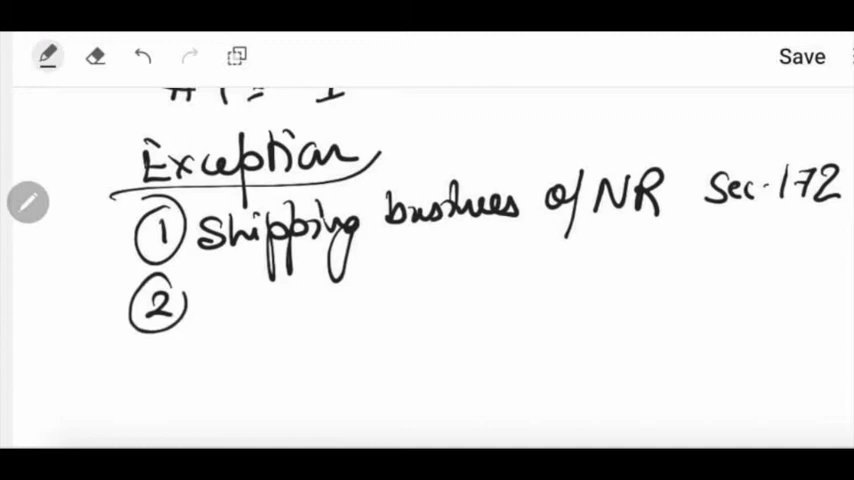 Save
Exception
① Shipping business of NR Sec. 172
②